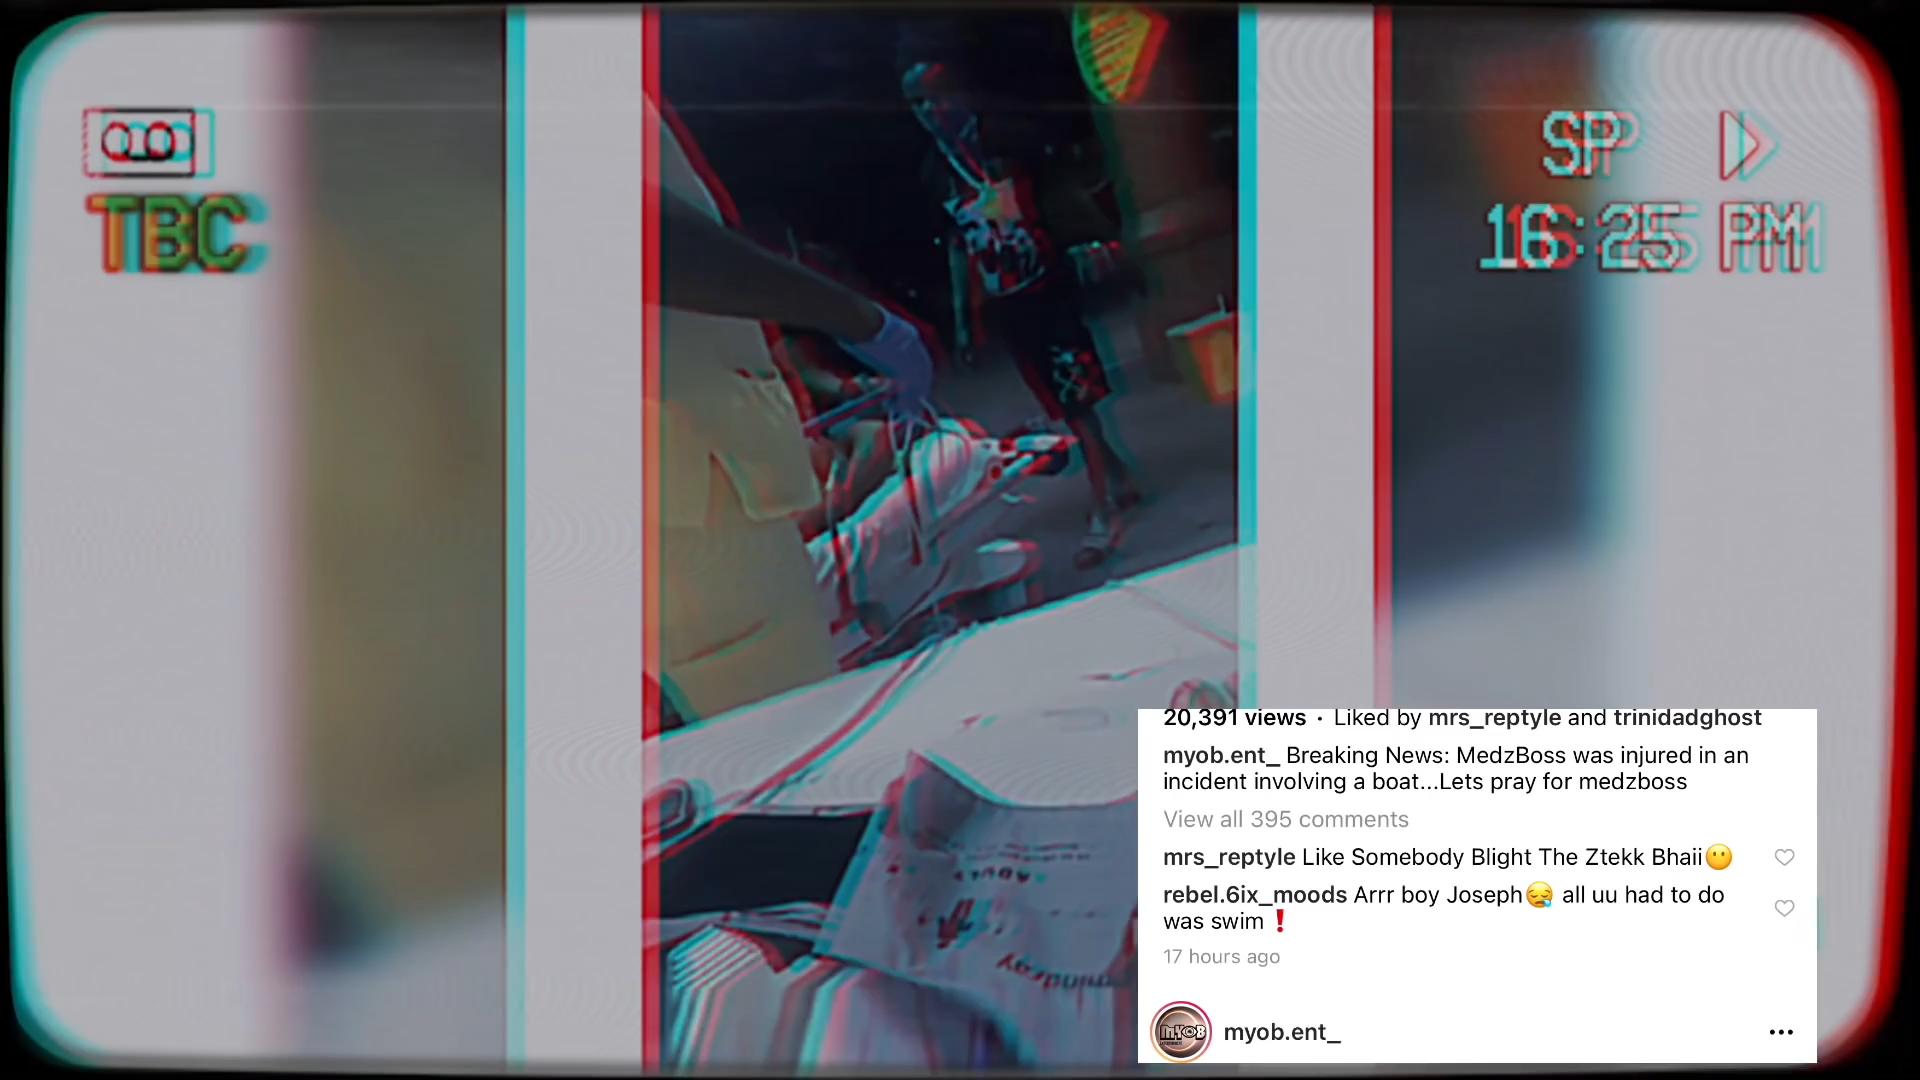 SP
TBC
16:25 PM
20,391 views · Liked by mrs_reptyle and trinidadghost
myob.ent_ Breaking News: MedzBoss was injured in an
incident involving a boat...Lets pray for medzboss
View all 395 comments
mrs_reptyle Like Somebody Blight The Ztekk Bhaii😶
rebel.6ix_moods Arrr boy Joseph😪 all uu had to do
was swim❗
17 hours ago
MYOB
myob.ent_
mindray